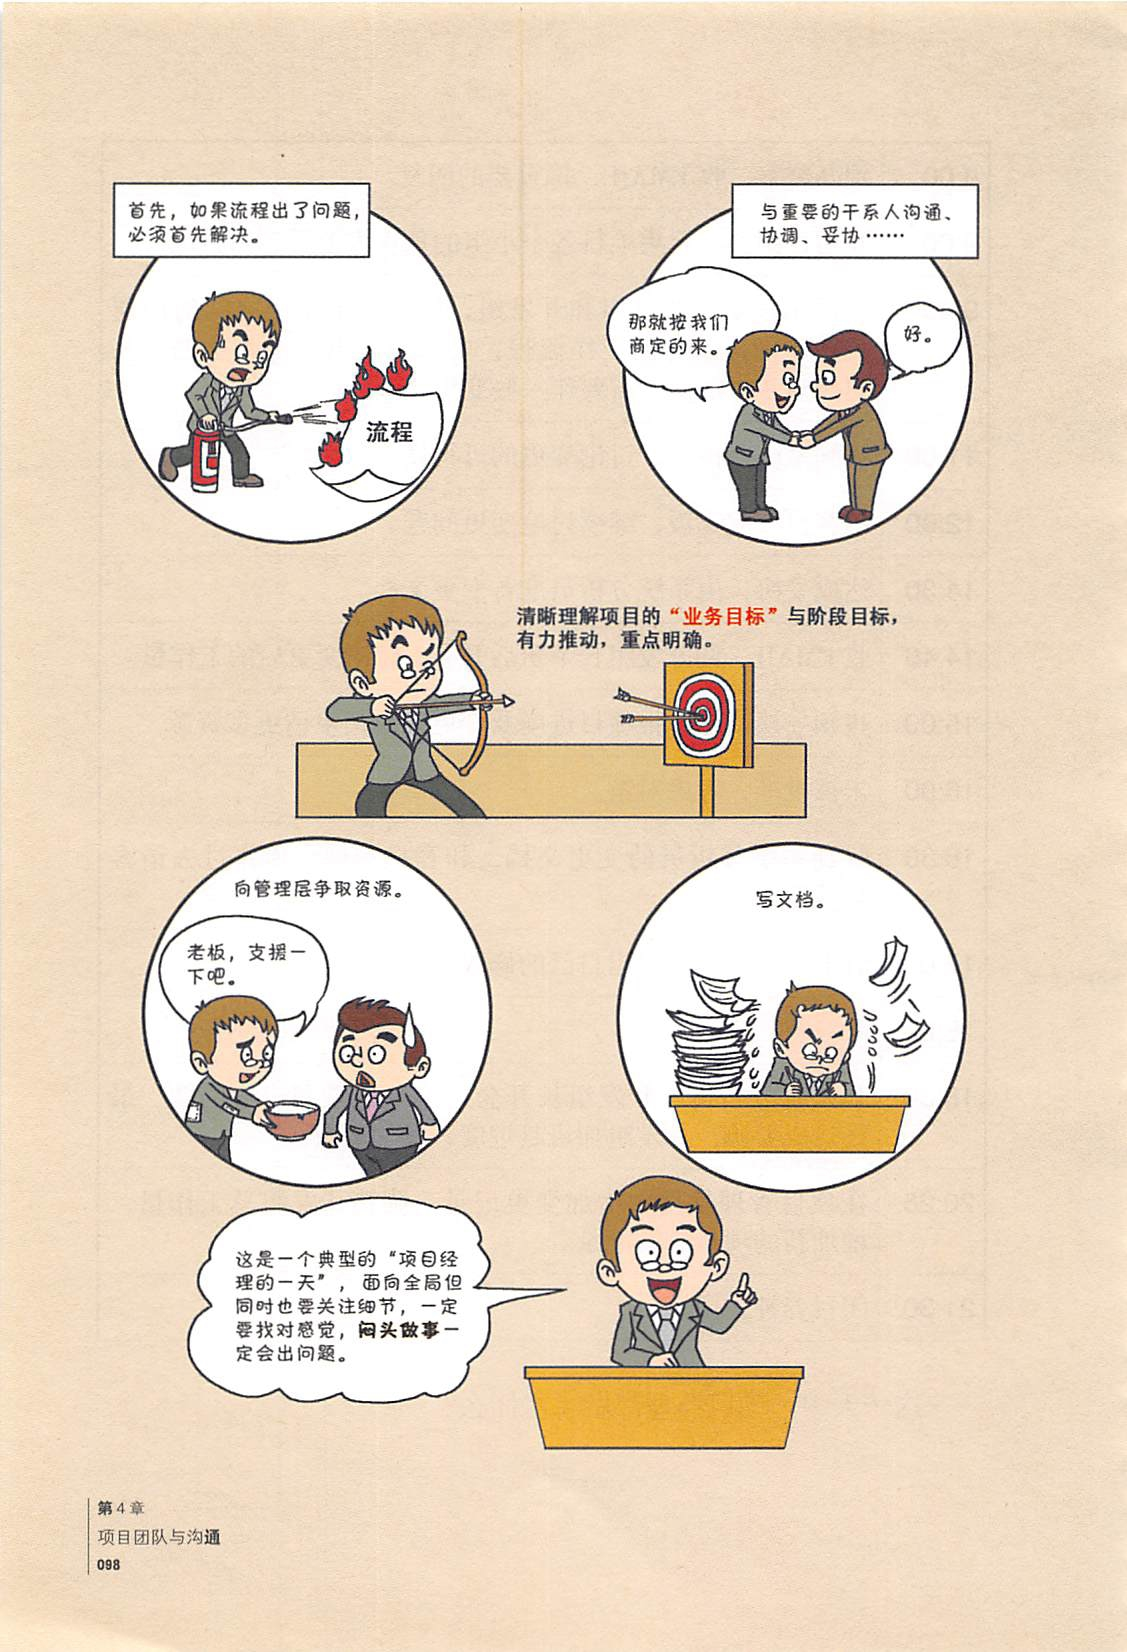 首先，如果流程出了问题，
必须首先解决。
流程
与重要的干系人沟通、
协调、妥协……
那就按我们
商定的来。
好。
清晰理解项目的“业务目标”与阶段目标，
有力推动，重点明确。
向管理层争取资源。
老板，支援一
下吧。
写文档。
这是一个典型的“项目经
理的一天”，面向全局但
同时也要关注细节，一定
要找对感觉，闷头做事一
定会出问题。
第4章
项目团队与沟通
098